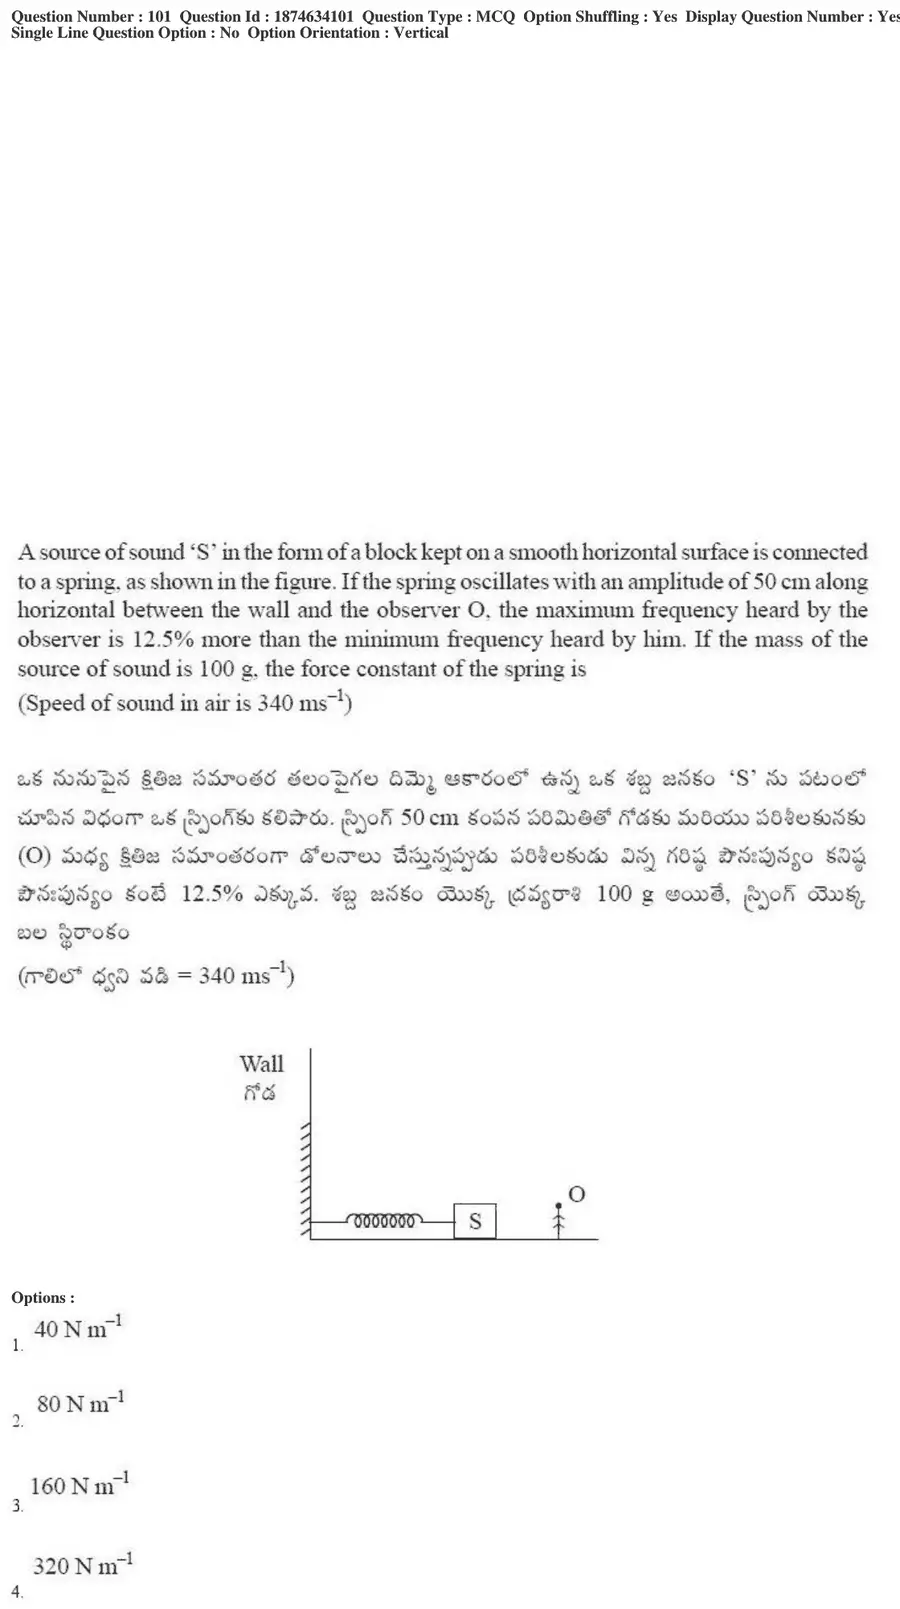 Question Number : 101 Question Id : 1874634101 Question Type : MCQ Option Shuffling : Yes Display Question Number : Yes
Single Line Question Option : No Option Orientation : Vertical
A source of sound ‘S’ in the form of a block kept on a smooth horizontal surface is connected
to a spring, as shown in the figure. If the spring oscillates with an amplitude of 50 cm along
horizontal between the wall and the observer O, the maximum frequency heard by the
observer is 12.5% more than the minimum frequency heard by him. If the mass of the
source of sound is 100 g, the force constant of the spring is
(Speed of sound in air is 340 ms⁻¹)
ఒక నునుపైన క్షితిజ సమాంతర తలంపైగల దిమ్మె ఆకారంలో ఉన్న ఒక శబ్ద జనకం ‘S’ ను పటంలో
చూపిన విధంగా ఒక స్ప్రింగ్‌కు కలిపారు. స్ప్రింగ్ 50 cm కంపన పరిమితితో గోడకు మరియు పరిశీలకునకు
(O) మధ్య క్షితిజ సమాంతరంగా డోలనాలు చేస్తున్నప్పుడు పరిశీలకుడు విన్న గరిష్ఠ పౌనఃపున్యం కనిష్ఠ
పౌనఃపున్యం కంటే 12.5% ఎక్కువ. శబ్ద జనకం యొక్క ద్రవ్యరాశి 100 g అయితే, స్ప్రింగ్ యొక్క
బల స్థిరాంకం
(గాలిలో ధ్వని వడి = 340 ms⁻¹)
Wall
గోడ
O
S
Options :
1. 40 N m⁻¹
2. 80 N m⁻¹
3. 160 N m⁻¹
4. 320 N m⁻¹